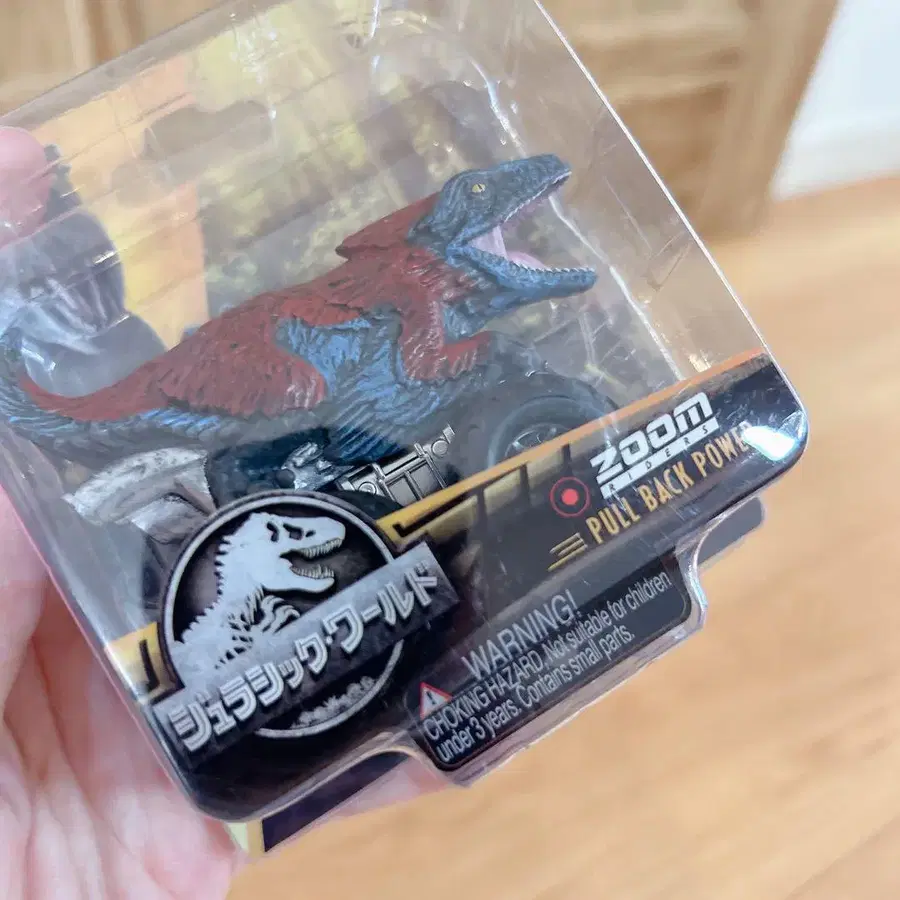 ZOOM
RIDERS
PULL BACK POWER
ジュラシック・ワールド
WARNING!
CHOKING HAZARD. Not suitable for children
under 3 years. Contains small parts.